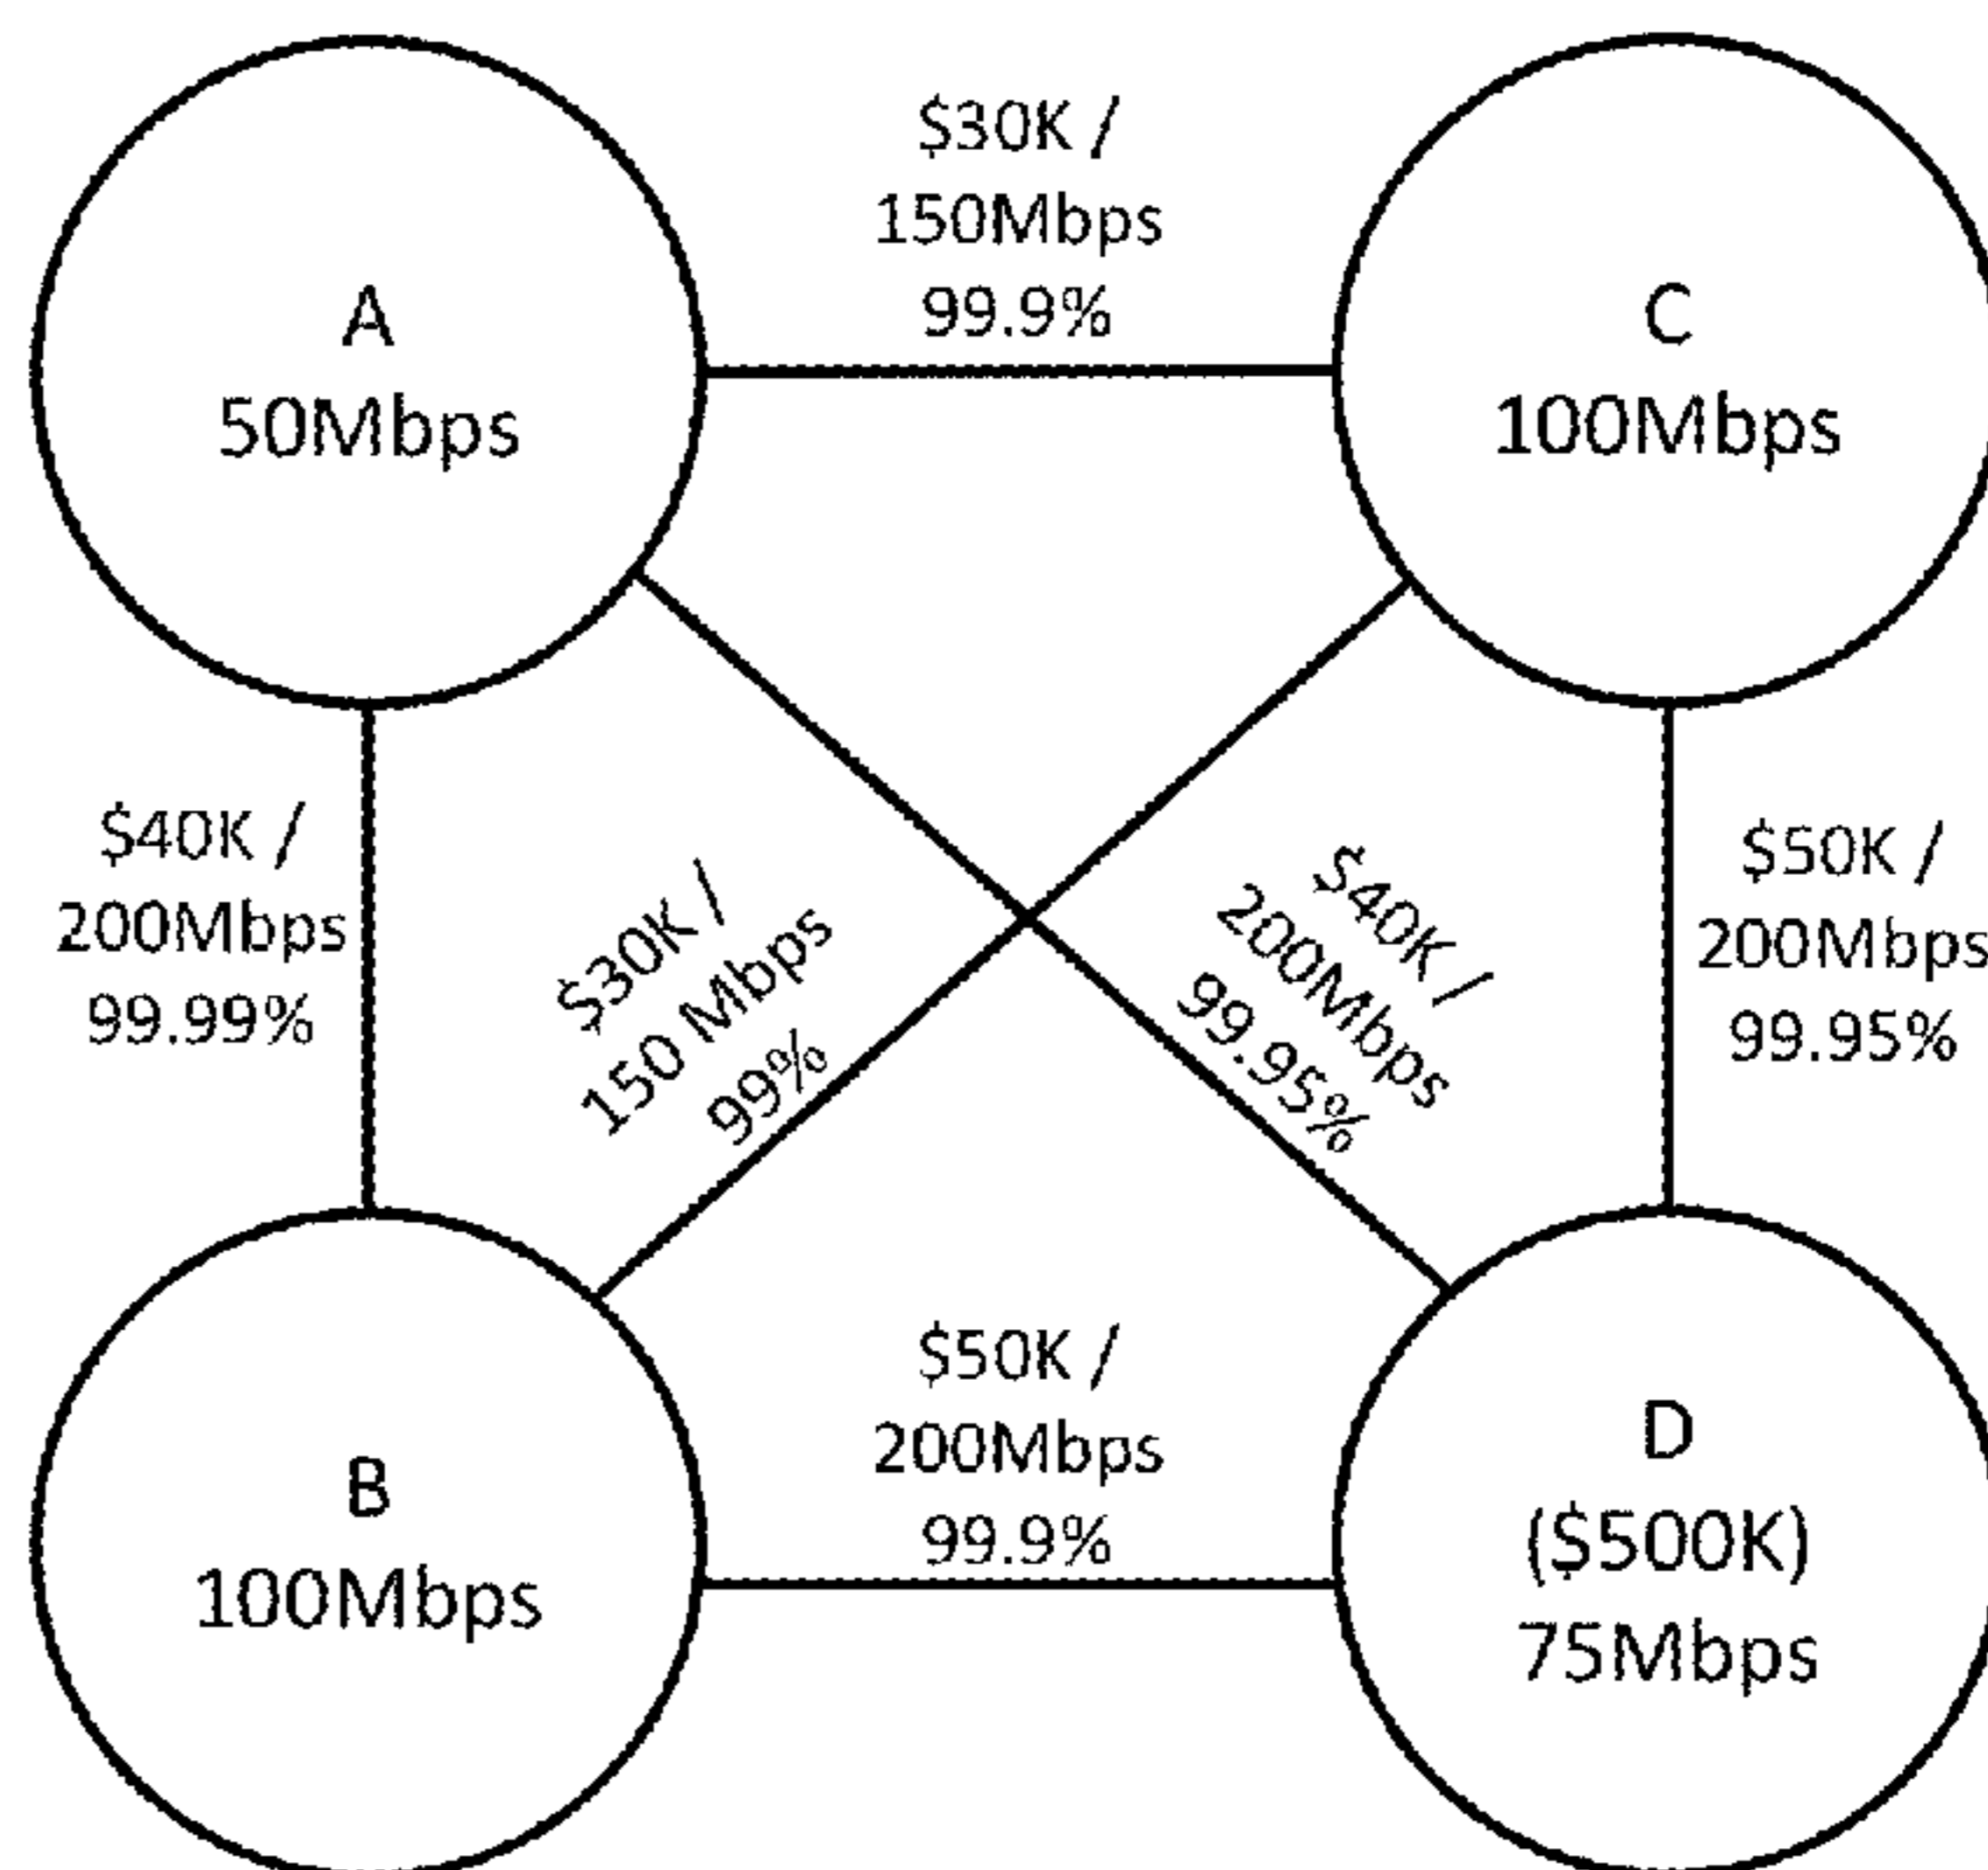 $30K /
150Mbps
99.9%
A
50Mbps
C
100Mbps
$40K /
200Mbps
99.99%
$30K /
150 Mbps
99%
$40K /
200Mbps
99.95%
$50K /
200Mbps
99.95%
$50K /
200Mbps
99.9%
B
100Mbps
D
($500K)
75Mbps